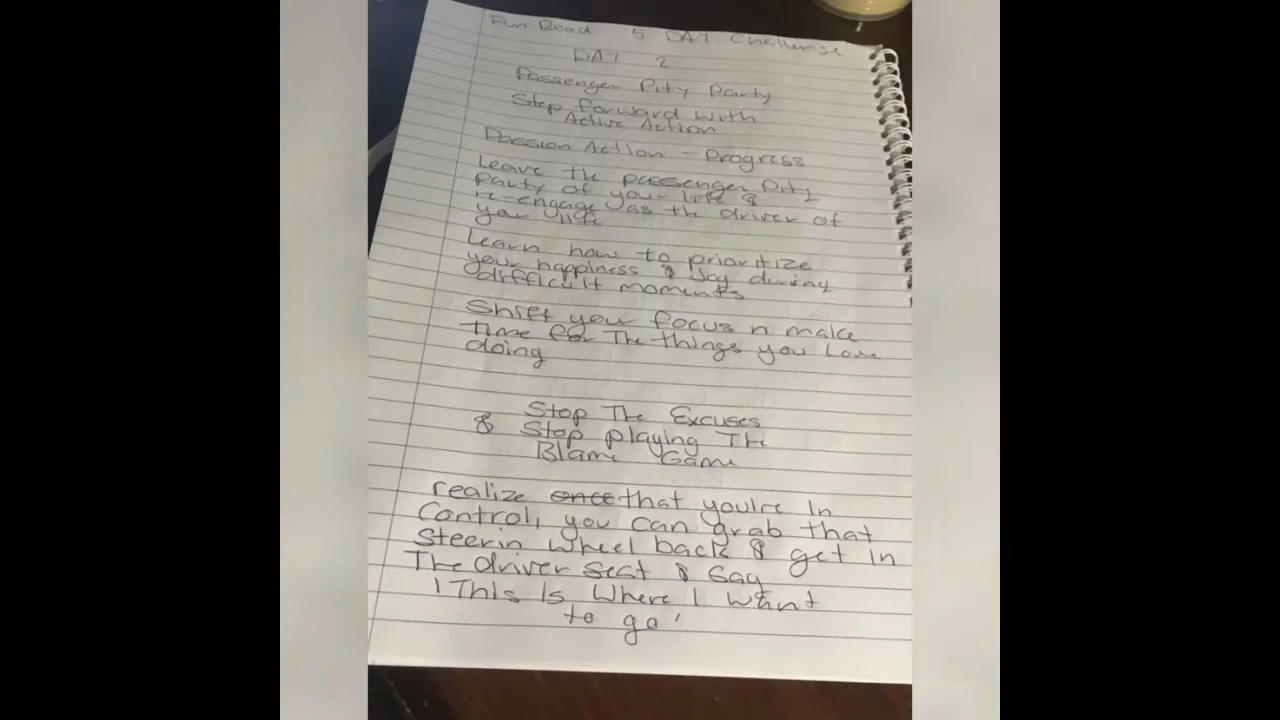 Fun Road 5 DAY Challenge
DAY 2
Passenger Pity Party
Step forward with
Active Action
Passion Action - Progress
Leave the passenger pity
party of your life &
re-engage as the driver of
your life
Learn how to prioritize
your happiness & Joy during
difficult moments
Shift your focus n make
Time for The things you Love
doing
Stop The Excuses
& Stop playing The
Blame Game
realize once that you're In
Control, you can grab that
Steerin wheel back & get in
The driver seat & say
'This Is Where I want
to go'